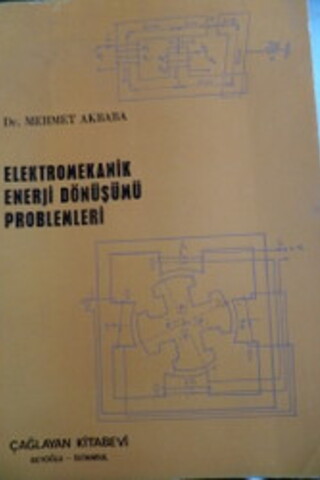 Dr. MEHMET AKBABA
ELEKTROMEKANİK
ENERJİ DÖNÜŞÜMÜ
PROBLEMLERİ
ÇAĞLAYAN KİTABEVİ
BEYOĞLU – İSTANBUL